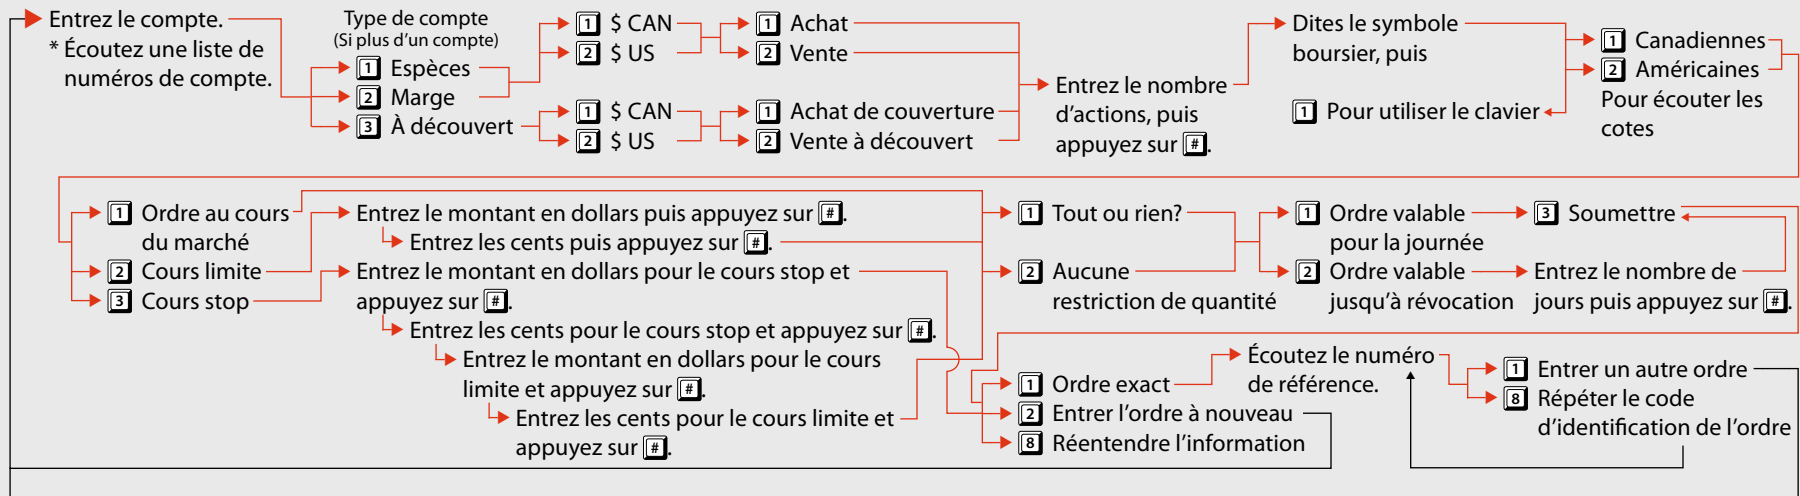 Entrez le compte.
* Écoutez une liste de
numéros de compte.
Type de compte
(Si plus d'un compte)
1 Espèces
2 Marge
3 À découvert
1 $ CAN
2 $ US
1 $ CAN
2 $ US
1 Achat
2 Vente
1 Achat de couverture
2 Vente à découvert
Entrez le nombre
d'actions, puis
appuyez sur #.
Dites le symbole
boursier, puis
1 Pour utiliser le clavier
1 Canadiennes
2 Américaines
Pour écouter les
cotes
1 Ordre au cours
du marché
2 Cours limite
3 Cours stop
Entrez le montant en dollars puis appuyez sur #.
Entrez les cents puis appuyez sur #.
Entrez le montant en dollars pour le cours stop et
appuyez sur #.
Entrez les cents pour le cours stop et appuyez sur #.
Entrez le montant en dollars pour le cours
limite et appuyez sur #.
Entrez les cents pour le cours limite et
appuyez sur #.
1 Tout ou rien?
2 Aucune
restriction de quantité
1 Ordre valable
pour la journée
2 Ordre valable
jusqu'à révocation
3 Soumettre
Entrez le nombre de
jours puis appuyez sur #.
1 Ordre exact
2 Entrer l'ordre à nouveau
8 Réentendre l'information
Écoutez le numéro
de référence.
1 Entrer un autre ordre
8 Répéter le code
d'identification de l'ordre